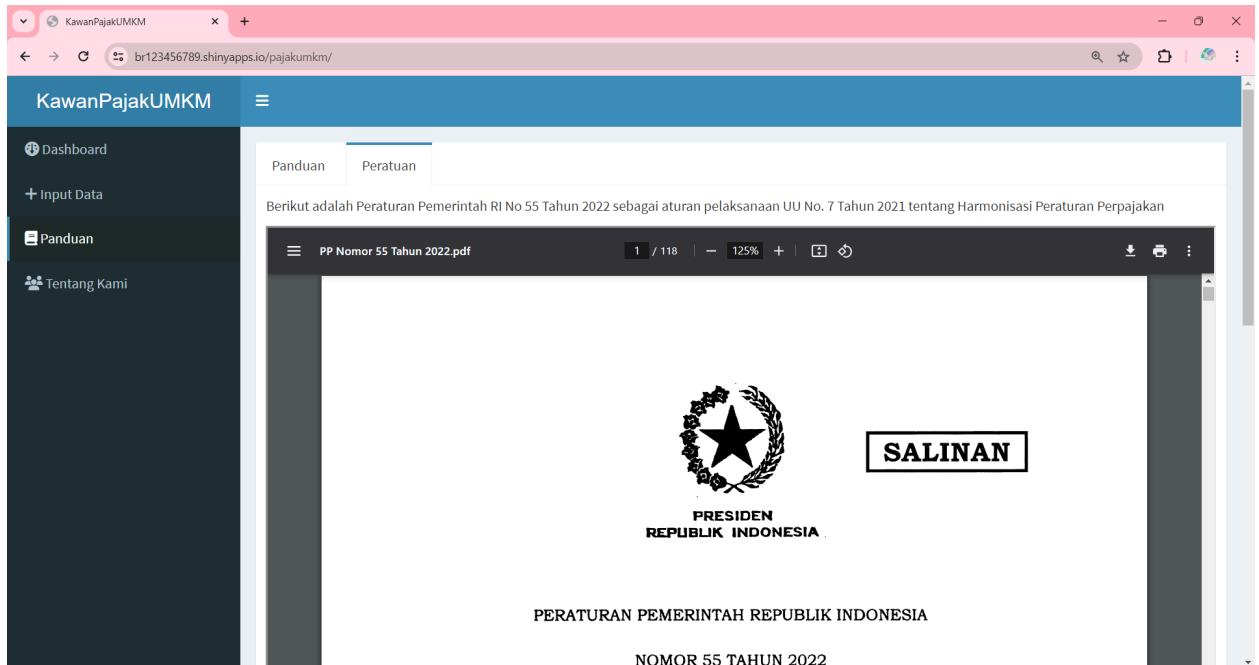 KawanPajakUMKM
br123456789.shinyapps.io/pajakumkm/
KawanPajakUMKM
Dashboard
Input Data
Panduan
Tentang Kami
Panduan Peratuan
Berikut adalah Peraturan Pemerintah RI No 55 Tahun 2022 sebagai aturan pelaksanaan UU No. 7 Tahun 2021 tentang Harmonisasi Peraturan Perpajakan
PP Nomor 55 Tahun 2022.pdf 1 / 118 125%
SALINAN
PRESIDEN
REPUBLIK INDONESIA
PERATURAN PEMERINTAH REPUBLIK INDONESIA
NOMOR 55 TAHUN 2022